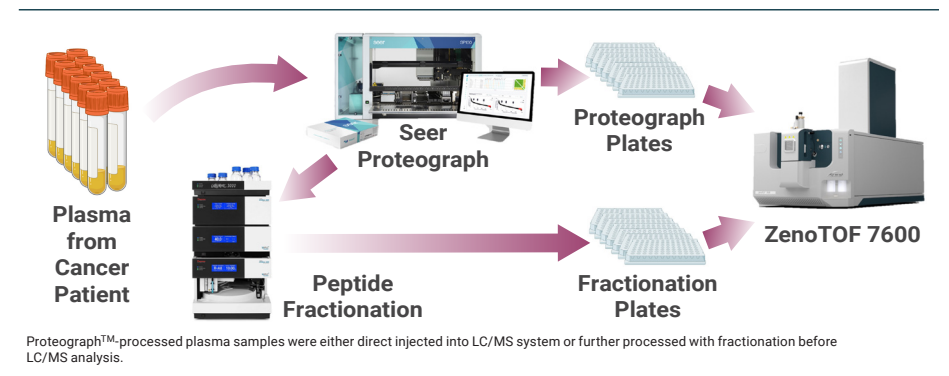 Seer
Proteograph
Proteograph
Plates
Plasma
from
Cancer
Patient
Peptide
Fractionation
Fractionation
Plates
ZenoTOF 7600
Proteograph™-processed plasma samples were either direct injected into LC/MS system or further processed with fractionation before
LC/MS analysis.